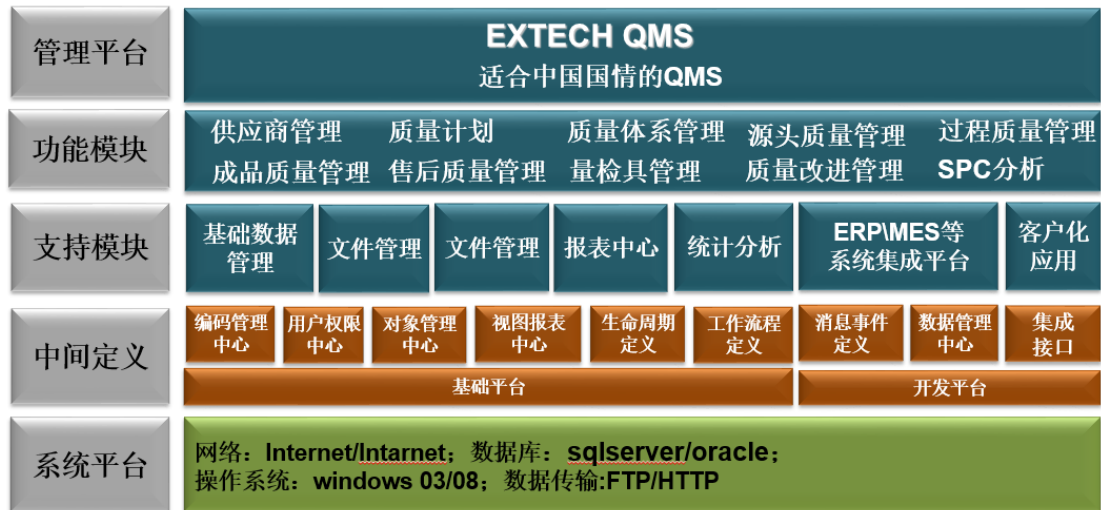 管理平台
EXTECH QMS
适合中国国情的QMS
功能模块
供应商管理 质量计划 质量体系管理 源头质量管理 过程质量管理
成品质量管理 售后质量管理 量检具管理 质量改进管理 SPC分析
支持模块
基础数据
管理
文件管理
文件管理
报表中心
统计分析
ERP\MES等
系统集成平台
客户化
应用
中间定义
编码管理
中心
用户权限
中心
对象管理
中心
视图报表
中心
生命周期
定义
工作流程
定义
消息事件
定义
数据管理
中心
集成
接口
基础平台
开发平台
系统平台
网络：Internet/Intarnet；数据库：sqlserver/oracle；
操作系统：windows 03/08；数据传输:FTP/HTTP